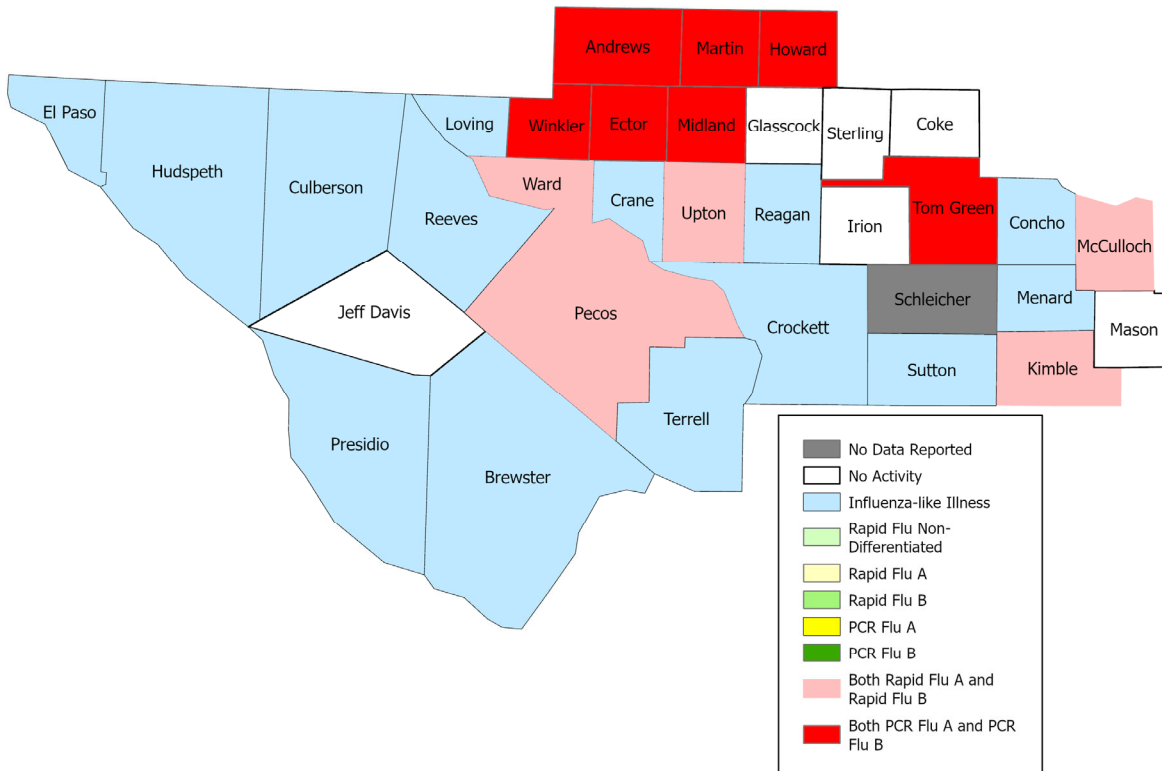 Andrews
Martin
Howard
El Paso
Loving
Winkler
Ector
Midland
Glasscock
Sterling
Coke
Hudspeth
Culberson
Reeves
Ward
Crane
Upton
Reagan
Irion
Tom Green
Concho
McCulloch
Jeff Davis
Pecos
Crockett
Schleicher
Menard
Mason
Sutton
Kimble
Terrell
Presidio
Brewster
No Data Reported
No Activity
Influenza-like Illness
Rapid Flu Non-
Differentiated
Rapid Flu A
Rapid Flu B
PCR Flu A
PCR Flu B
Both Rapid Flu A and
Rapid Flu B
Both PCR Flu A and PCR
Flu B